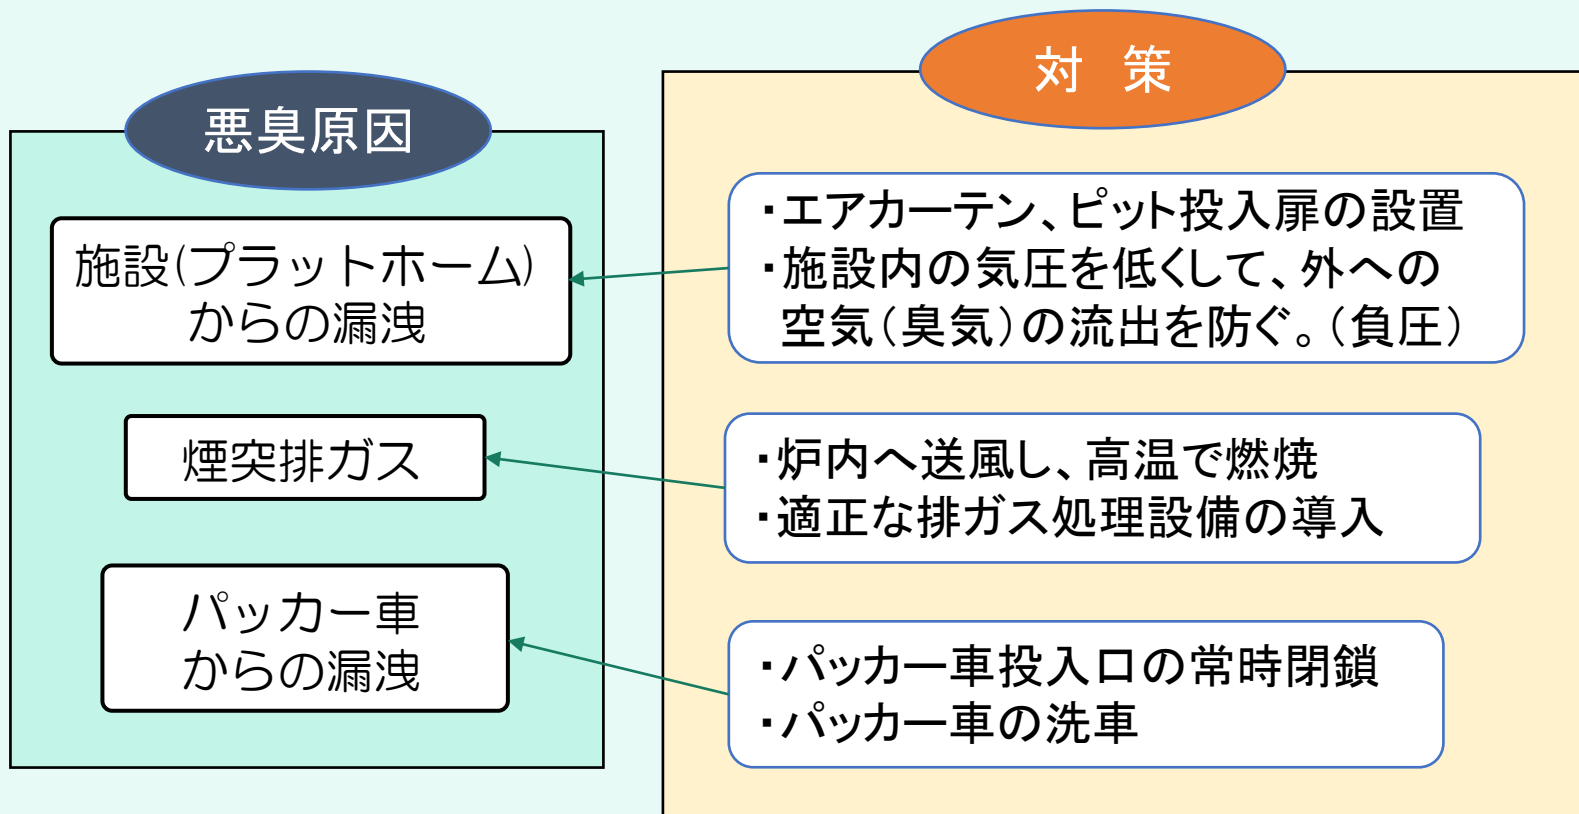 悪臭原因
施設(プラットホーム)
からの漏洩
煙突排ガス
パッカー車
からの漏洩
対 策
・エアカーテン、ピット投入扉の設置
・施設内の気圧を低くして、外への
空気(臭気)の流出を防ぐ。(負圧)
・炉内へ送風し、高温で燃焼
・適正な排ガス処理設備の導入
・パッカー車投入口の常時閉鎖
・パッカー車の洗車